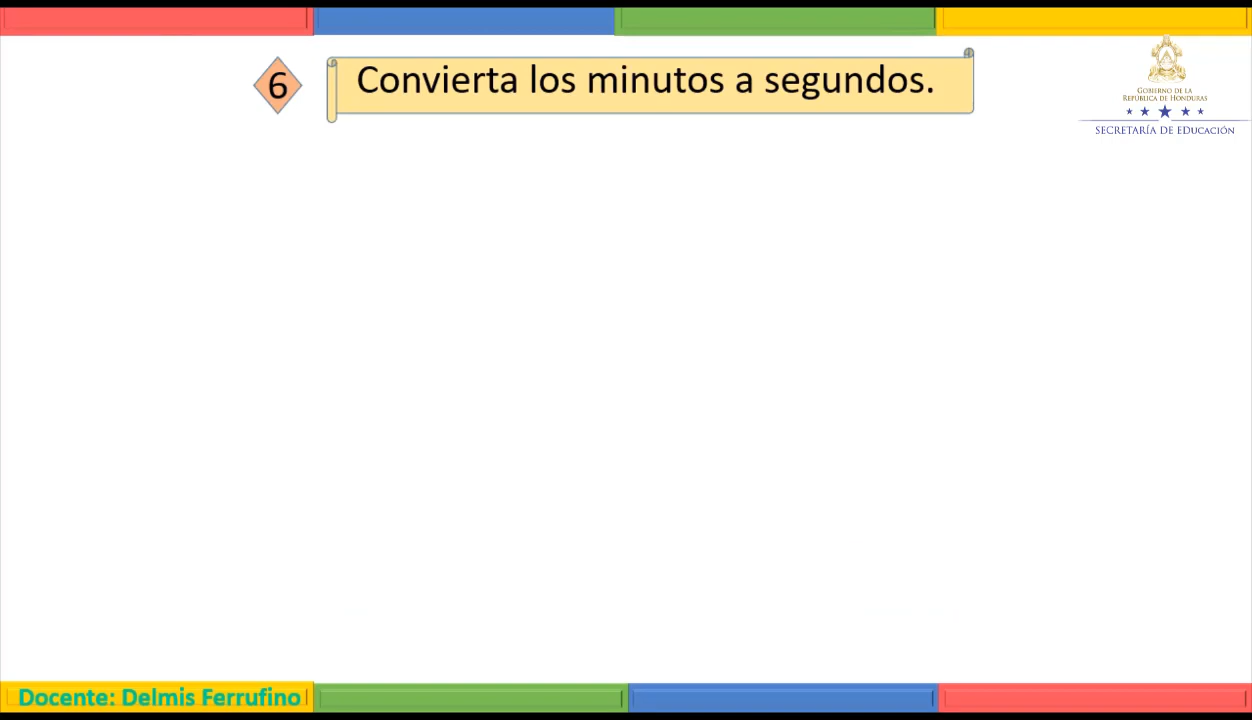 6
Convierta los minutos a segundos.
GOBIERNO DE LA
REPÚBLICA DE HONDURAS
SECRETARÍA DE EDUCACIÓN
Docente: Delmis Ferrufino